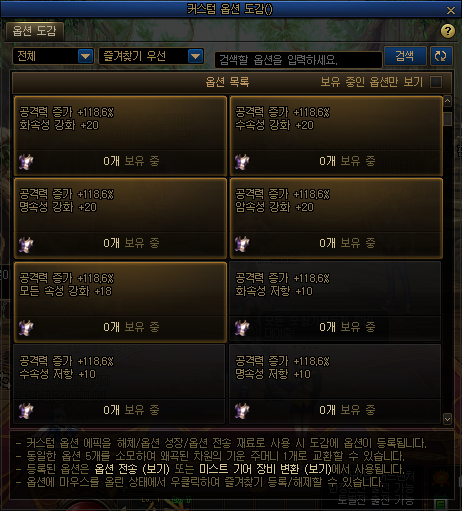 커스텀 옵션 도감()
옵션 도감
전체 즐겨찾기 우선 검색할 옵션을 입력하세요. 검색
옵션 목록 보유 중인 옵션만 보기
공격력 증가 +118,6%
화속성 강화 +20
0개 보유 중
공격력 증가 +118,6%
수속성 강화 +20
0개 보유 중
공격력 증가 +118,6%
명속성 강화 +20
0개 보유 중
공격력 증가 +118,6%
암속성 강화 +20
0개 보유 중
공격력 증가 +118,6%
모든 속성 강화 +18
0개 보유 중
공격력 증가 +118,6%
화속성 저항 +10
0개 보유 중
공격력 증가 +118,6%
수속성 저항 +10
0개 보유 중
공격력 증가 +118,6%
명속성 저항 +10
0개 보유 중
- 커스텀 옵션 에픽을 해체/옵션 성장/옵션 전송 재료로 사용 시 도감에 옵션이 등록됩니다.
- 동일한 옵션 5개를 소모하여 왜곡된 차원의 기운 주머니 1개로 교환할 수 있습니다.
- 등록된 옵션은 옵션 전송 (보기) 또는 미스트 기어 장비 변환 (보기)에서 사용됩니다.
- 옵션에 마우스를 올린 상태에서 우클릭하여 즐겨찾기 등록/해제할 수 있습니다.